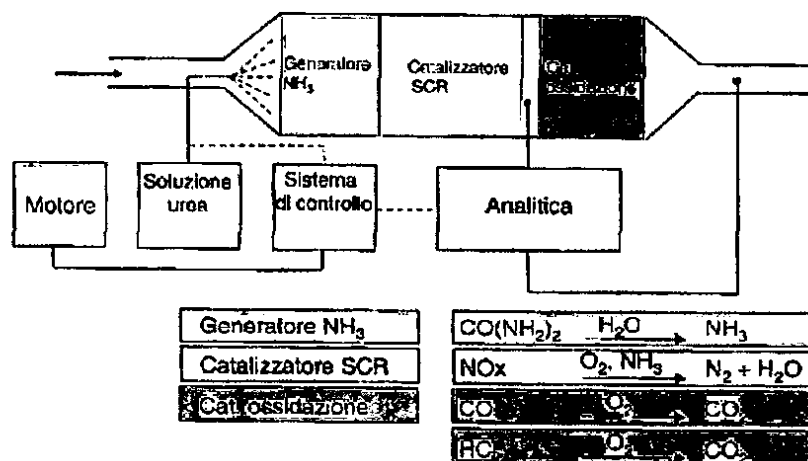 Generatore
NH₃
Catalizzatore
SCR
ossidazione
Motore
Soluzione
urea
Sistema
di controllo
Analitica
Generatore NH₃
CO(NH₂)₂ H₂O NH₃
Catalizzatore SCR
NOx O₂, NH₃ N₂ + H₂O
Cat. ossidazione
CO O₂ CO₂
HC O₂ CO₂